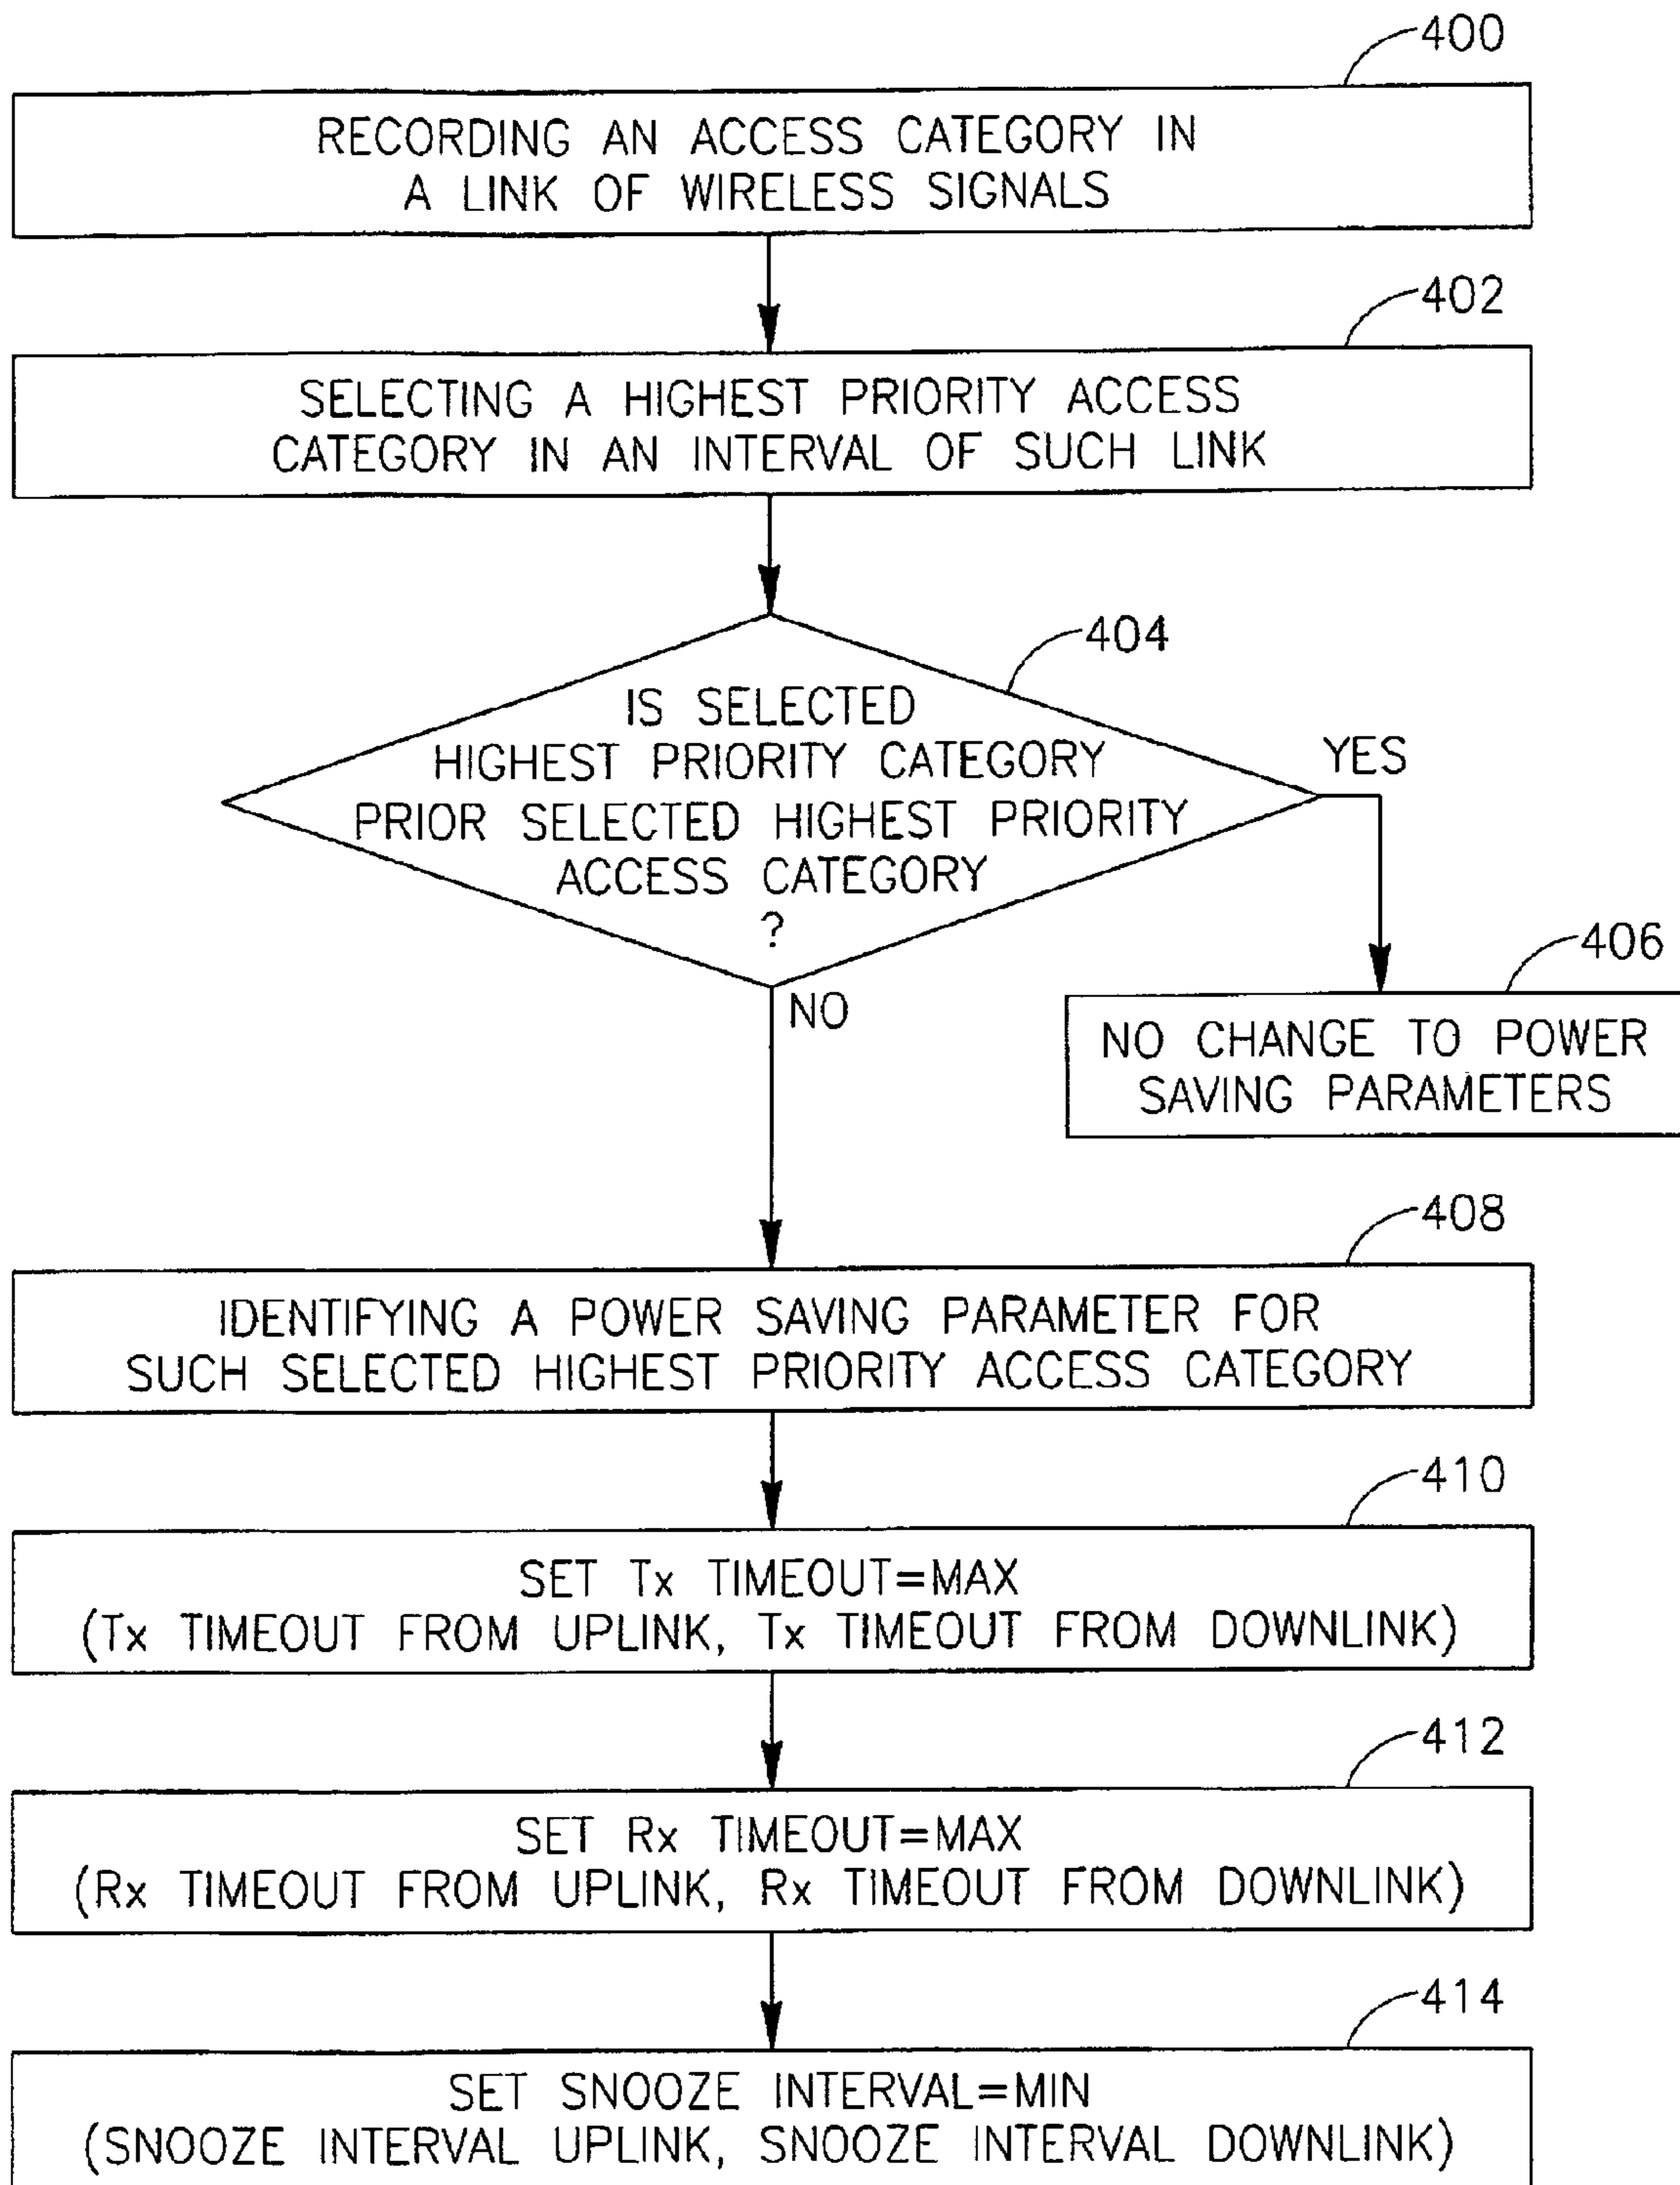 400
RECORDING AN ACCESS CATEGORY IN
A LINK OF WIRELESS SIGNALS
402
SELECTING A HIGHEST PRIORITY ACCESS
CATEGORY IN AN INTERVAL OF SUCH LINK
404
IS SELECTED
HIGHEST PRIORITY CATEGORY
PRIOR SELECTED HIGHEST PRIORITY
ACCESS CATEGORY
?
YES
NO
406
NO CHANGE TO POWER
SAVING PARAMETERS
408
IDENTIFYING A POWER SAVING PARAMETER FOR
SUCH SELECTED HIGHEST PRIORITY ACCESS CATEGORY
410
SET Tx TIMEOUT=MAX
(Tx TIMEOUT FROM UPLINK, Tx TIMEOUT FROM DOWNLINK)
412
SET Rx TIMEOUT=MAX
(Rx TIMEOUT FROM UPLINK, Rx TIMEOUT FROM DOWNLINK)
414
SET SNOOZE INTERVAL=MIN
(SNOOZE INTERVAL UPLINK, SNOOZE INTERVAL DOWNLINK)